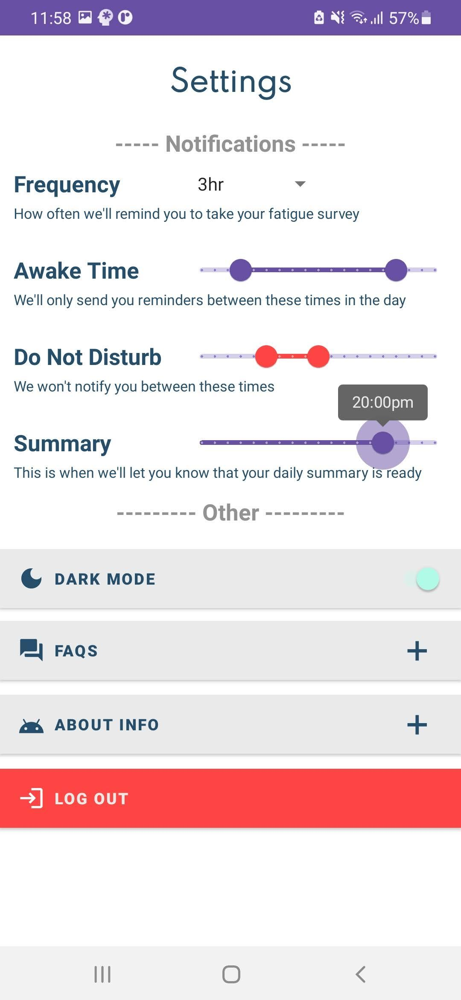 11:58
57%
Settings
----- Notifications -----
Frequency 3hr
How often we'll remind you to take your fatigue survey
Awake Time
We'll only send you reminders between these times in the day
Do Not Disturb
We won't notify you between these times
20:00pm
Summary
This is when we'll let you know that your daily summary is ready
--------- Other ---------
DARK MODE
FAQS
ABOUT INFO
LOG OUT